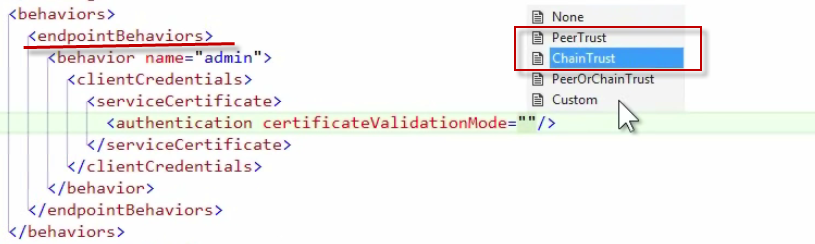 <behaviors>
<endpointBehaviors>
<behavior name="admin">
<clientCredentials>
<serviceCertificate>
<authentication certificateValidationMode=""/>
</serviceCertificate>
</clientCredentials>
</behavior>
</endpointBehaviors>
</behaviors>
None
PeerTrust
ChainTrust
PeerOrChainTrust
Custom